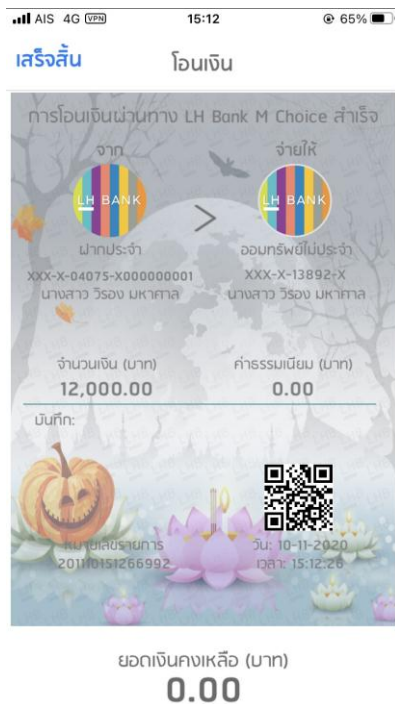 AIS 4G VPN 15:12 65%
เสร็จสิ้น โอนเงิน
การโอนเงินผ่านทาง LH Bank M Choice สำเร็จ
จาก จ่ายให้
LH BANK LH BANK
ฝากประจำ ออมทรัพย์ไม่ประจำ
XXX-X-04075-X000000001 XXX-X-13892-X
นางสาว วิรอง มหาศาล นางสาว วิรอง มหาศาล
จำนวนเงิน (บาท) ค่าธรรมเนียม (บาท)
12,000.00 0.00
บันทึก:
หมายเลขรายการ วัน: 10-11-2020
201110151266992 เวลา: 15:12:26
ยอดเงินคงเหลือ (บาท)
0.00